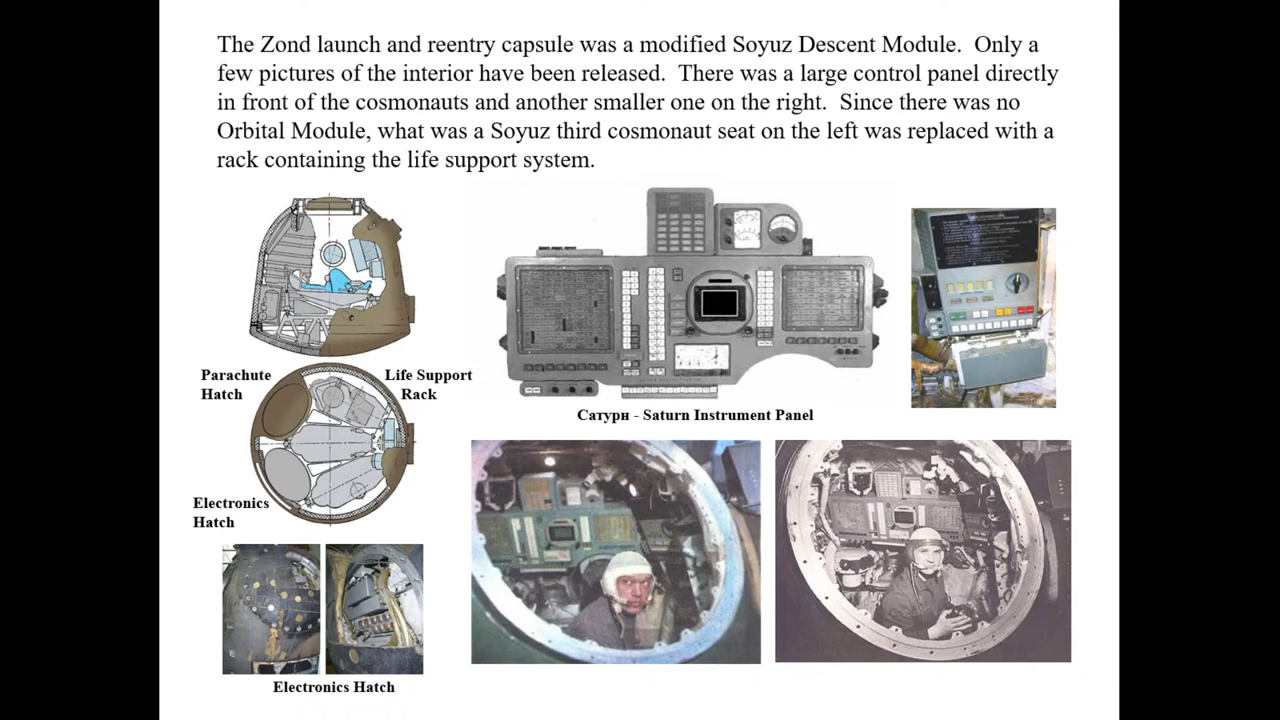 The Zond launch and reentry capsule was a modified Soyuz Descent Module.  Only a
few pictures of the interior have been released.  There was a large control panel directly
in front of the cosmonauts and another smaller one on the right.  Since there was no
Orbital Module, what was a Soyuz third cosmonaut seat on the left was replaced with a
rack containing the life support system.
Parachute
Hatch
Life Support
Rack
Сатурн - Saturn Instrument Panel
Electronics
Hatch
Electronics Hatch